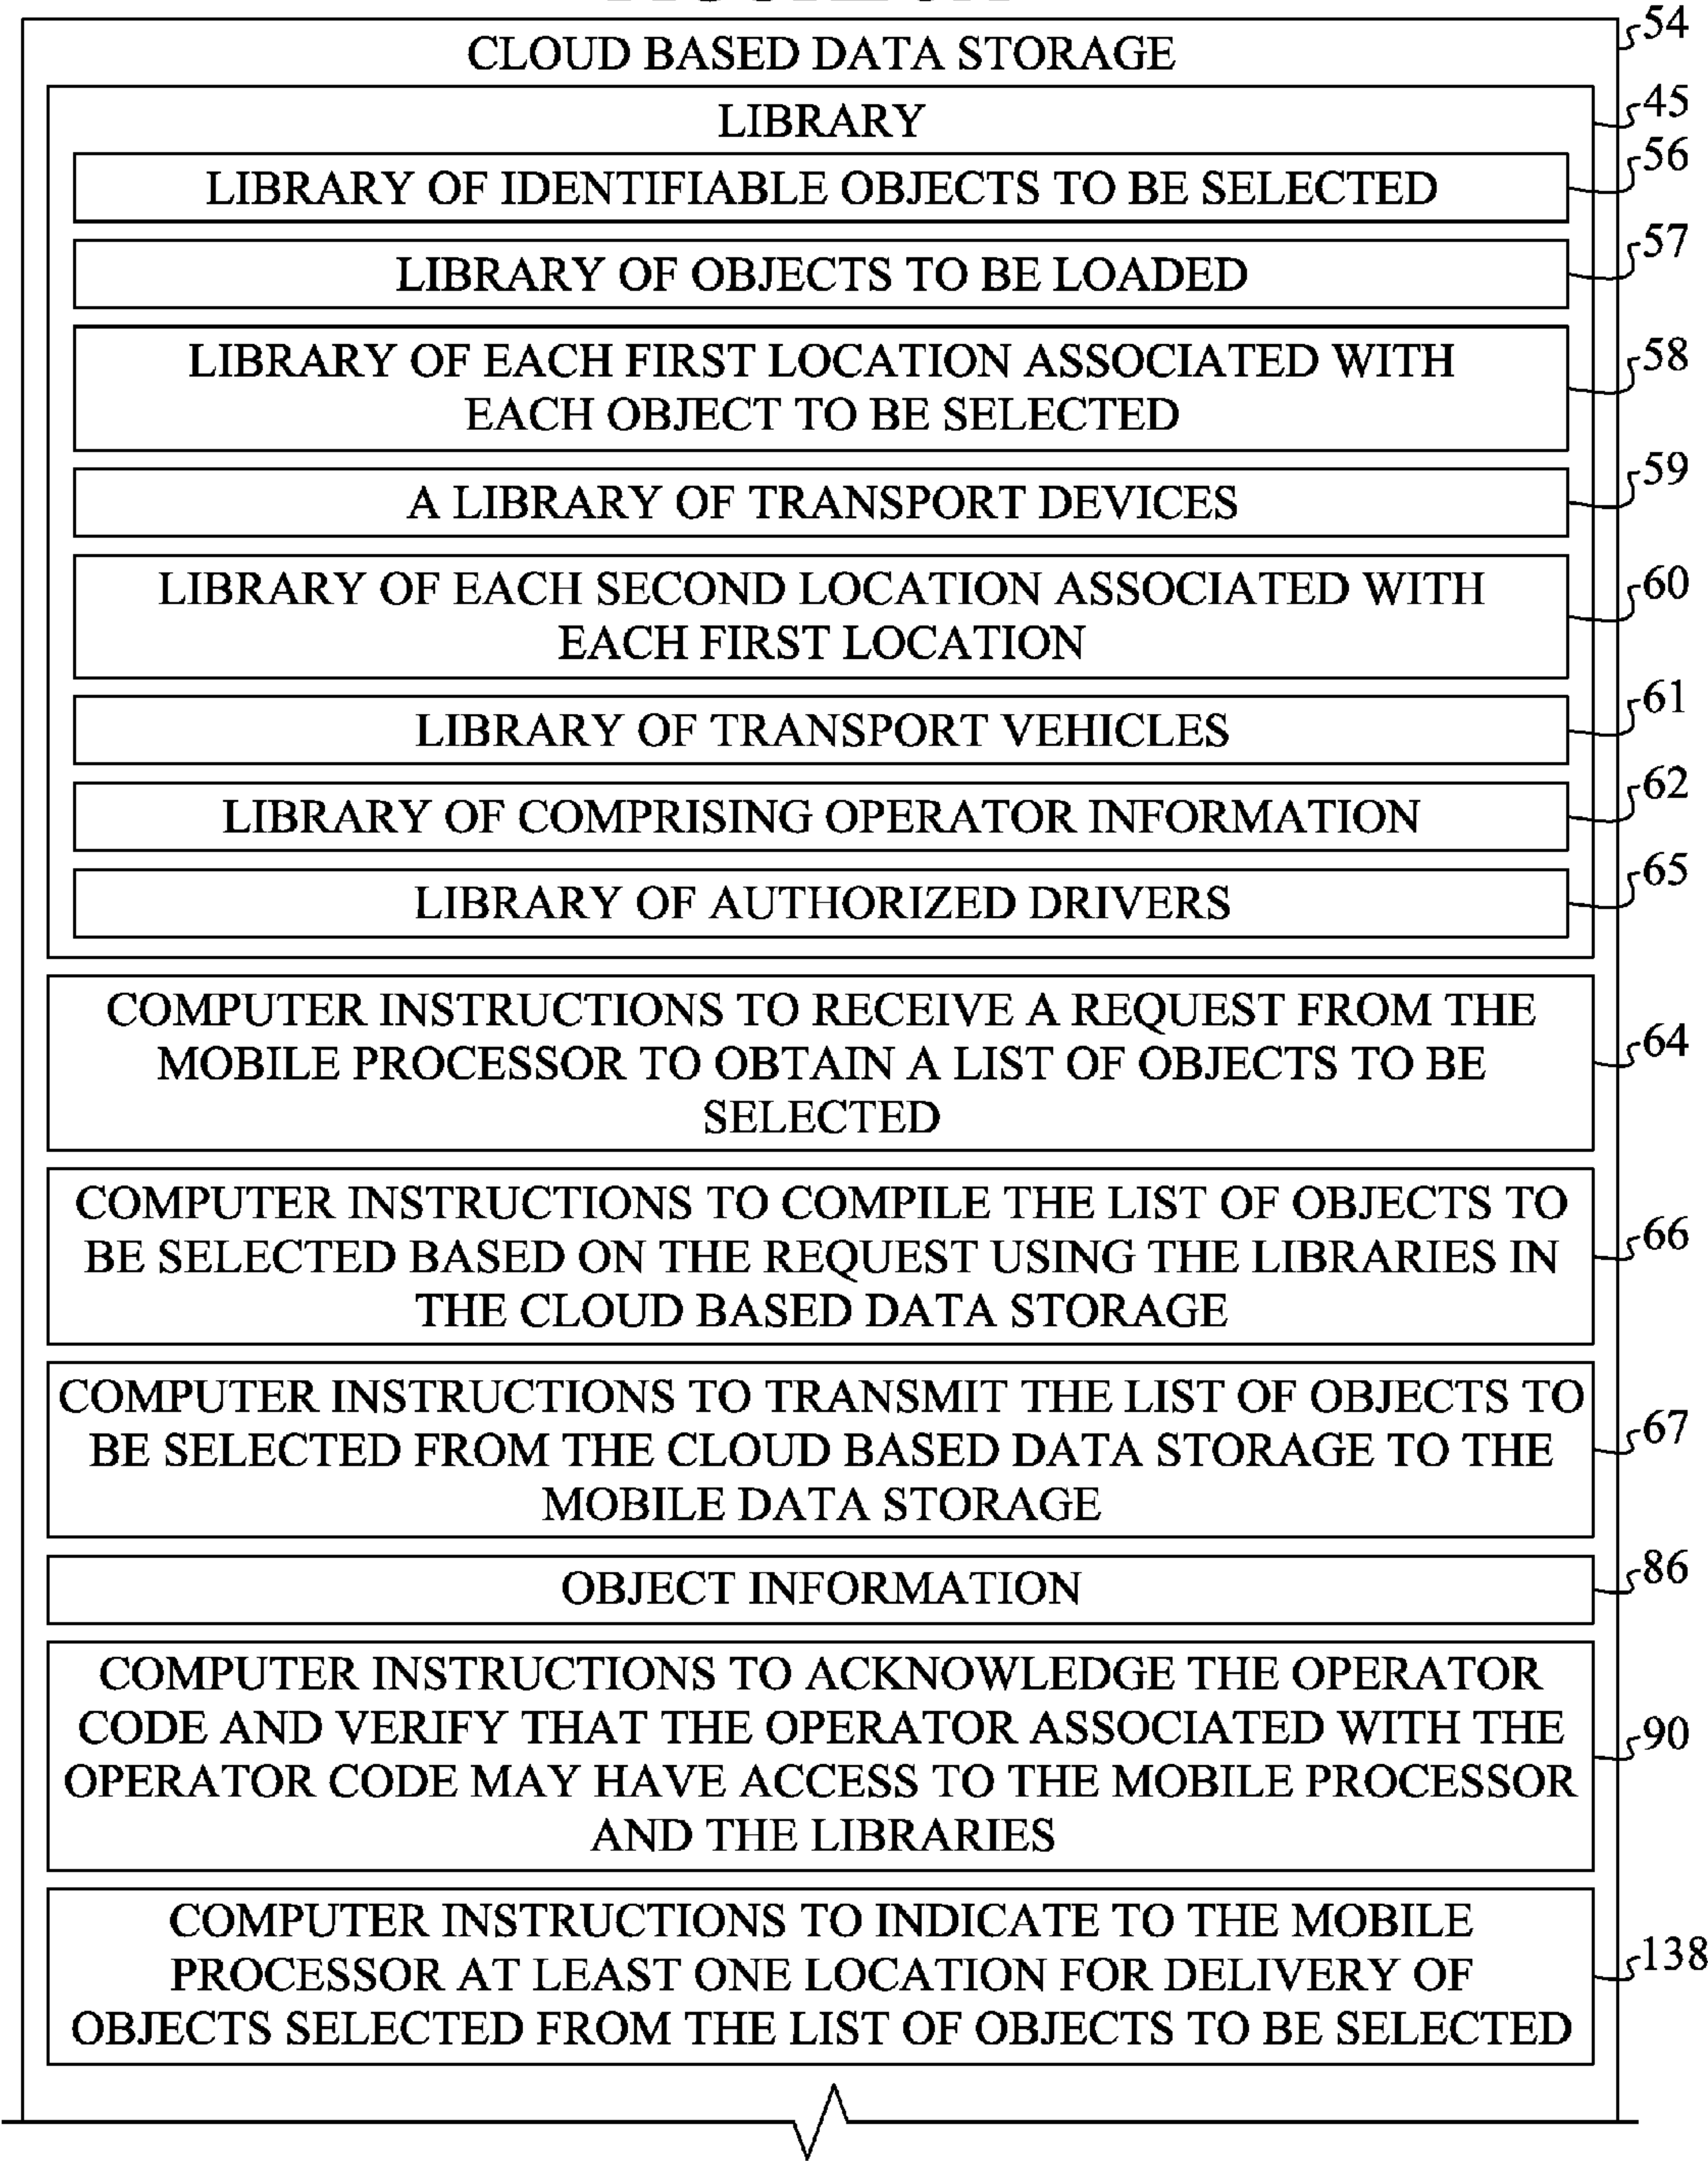 54
CLOUD BASED DATA STORAGE
45
LIBRARY
56
LIBRARY OF IDENTIFIABLE OBJECTS TO BE SELECTED
57
LIBRARY OF OBJECTS TO BE LOADED
58
LIBRARY OF EACH FIRST LOCATION ASSOCIATED WITH
EACH OBJECT TO BE SELECTED
59
A LIBRARY OF TRANSPORT DEVICES
60
LIBRARY OF EACH SECOND LOCATION ASSOCIATED WITH
EACH FIRST LOCATION
61
LIBRARY OF TRANSPORT VEHICLES
62
LIBRARY OF COMPRISING OPERATOR INFORMATION
65
LIBRARY OF AUTHORIZED DRIVERS
COMPUTER INSTRUCTIONS TO RECEIVE A REQUEST FROM THE
MOBILE PROCESSOR TO OBTAIN A LIST OF OBJECTS TO BE
SELECTED
64
COMPUTER INSTRUCTIONS TO COMPILE THE LIST OF OBJECTS TO
BE SELECTED BASED ON THE REQUEST USING THE LIBRARIES IN
THE CLOUD BASED DATA STORAGE
66
COMPUTER INSTRUCTIONS TO TRANSMIT THE LIST OF OBJECTS TO
BE SELECTED FROM THE CLOUD BASED DATA STORAGE TO THE
MOBILE DATA STORAGE
67
OBJECT INFORMATION
86
COMPUTER INSTRUCTIONS TO ACKNOWLEDGE THE OPERATOR
CODE AND VERIFY THAT THE OPERATOR ASSOCIATED WITH THE
OPERATOR CODE MAY HAVE ACCESS TO THE MOBILE PROCESSOR
AND THE LIBRARIES
90
COMPUTER INSTRUCTIONS TO INDICATE TO THE MOBILE
PROCESSOR AT LEAST ONE LOCATION FOR DELIVERY OF
OBJECTS SELECTED FROM THE LIST OF OBJECTS TO BE SELECTED
138